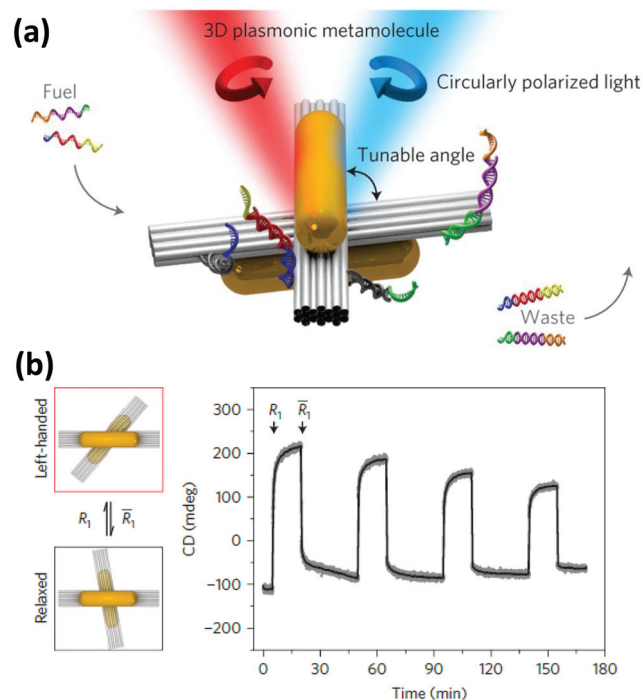 (a)
3D plasmonic metamolecule
Fuel
Circularly polarized light
Tunable angle
Waste
(b)
Left-handed
R₁ R̅₁
Relaxed
CD (mdeg)
300
200
100
0
−100
−200
R₁ R̅₁
0 30 60 90 120 150 180
Time (min)